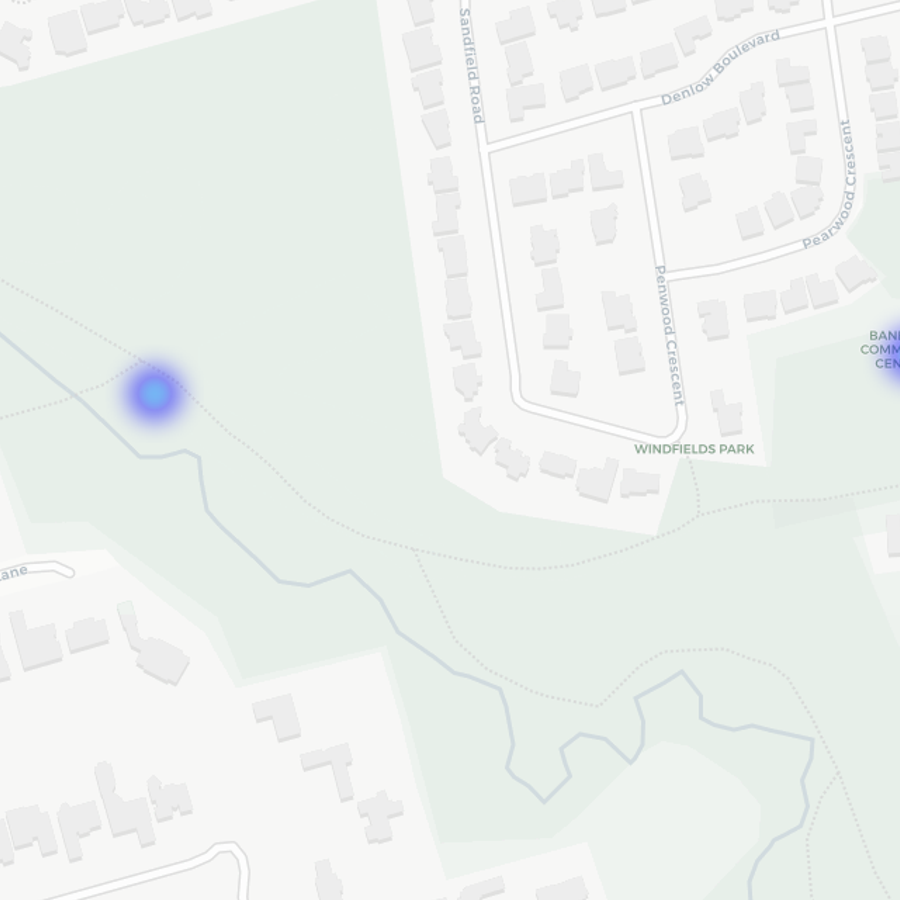 Sandfield Road
Denlow Boulevard
Pearwood Crescent
Penwood Crescent
WINDFIELDS PARK